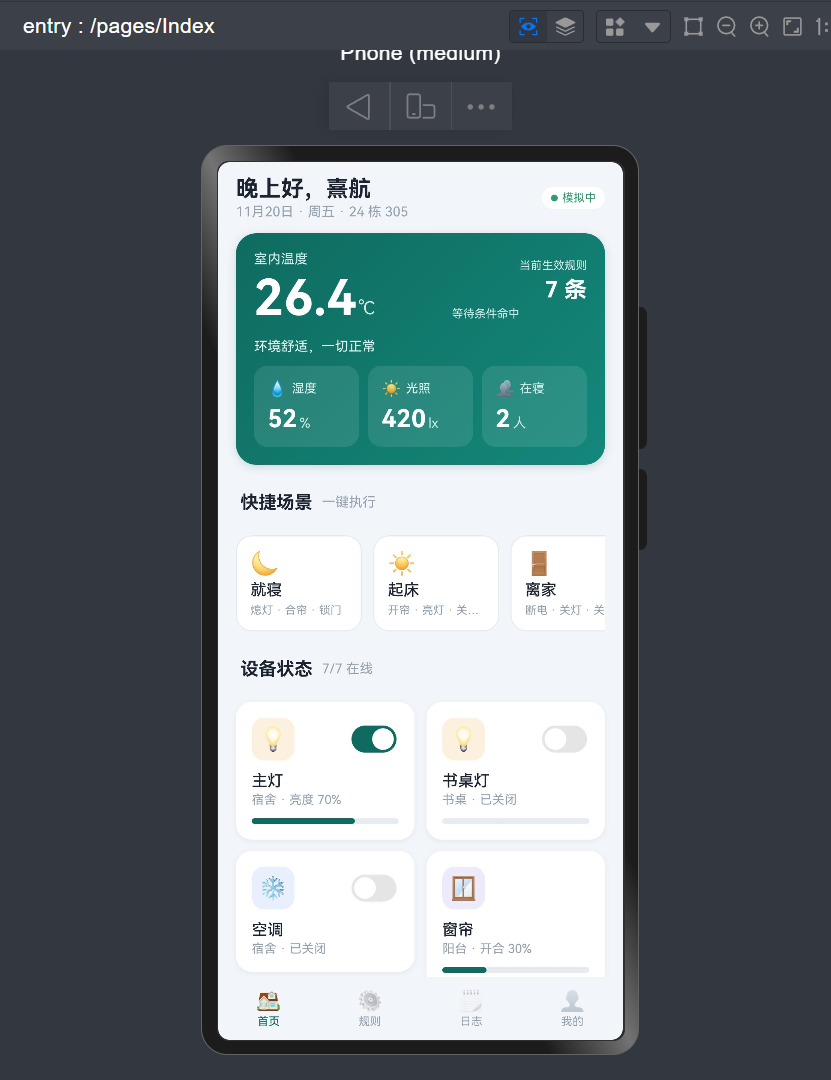 entry : /pages/Index
Phone (medium)
晚上好，熹航
11月20日 · 周五 · 24 栋 305
模拟中
室内温度
26.4℃
当前生效规则
7 条
等待条件命中
环境舒适，一切正常
湿度
52 %
光照
420 lx
在寝
2 人
快捷场景 一键执行
就寝
熄灯 · 合帘 · 锁门
起床
开帘 · 亮灯 · 关...
离家
断电 · 关灯 · 关
设备状态 7/7 在线
主灯
宿舍 · 亮度 70%
书桌灯
书桌 · 已关闭
空调
宿舍 · 已关闭
窗帘
阳台 · 开合 30%
首页
规则
日志
我的